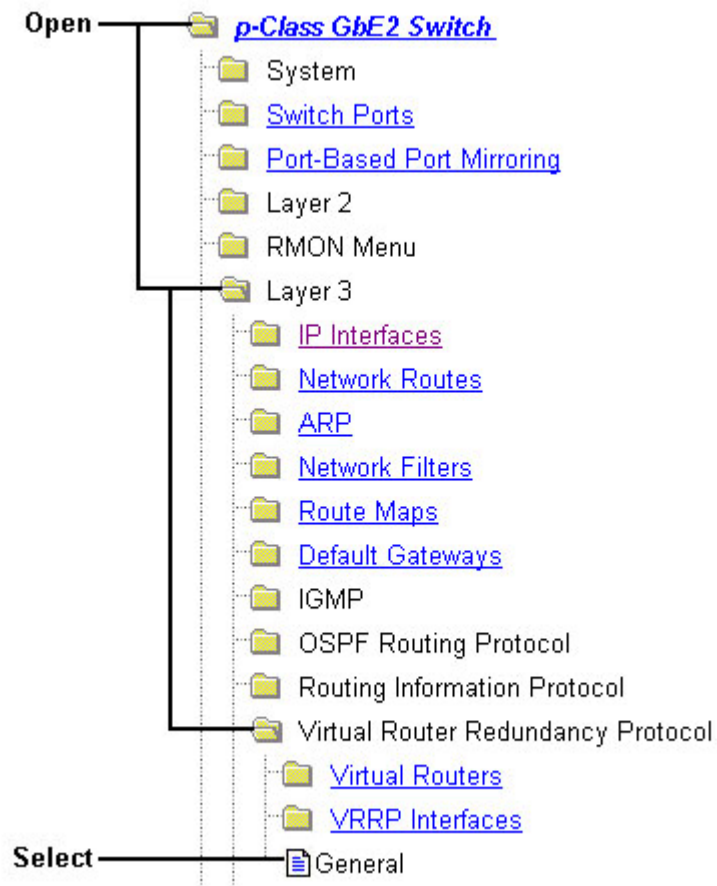 Open p-Class GbE2 Switch
System
Switch Ports
Port-Based Port Mirroring
Layer 2
RMON Menu
Layer 3
IP Interfaces
Network Routes
ARP
Network Filters
Route Maps
Default Gateways
IGMP
OSPF Routing Protocol
Routing Information Protocol
Virtual Router Redundancy Protocol
Virtual Routers
VRRP Interfaces
Select General